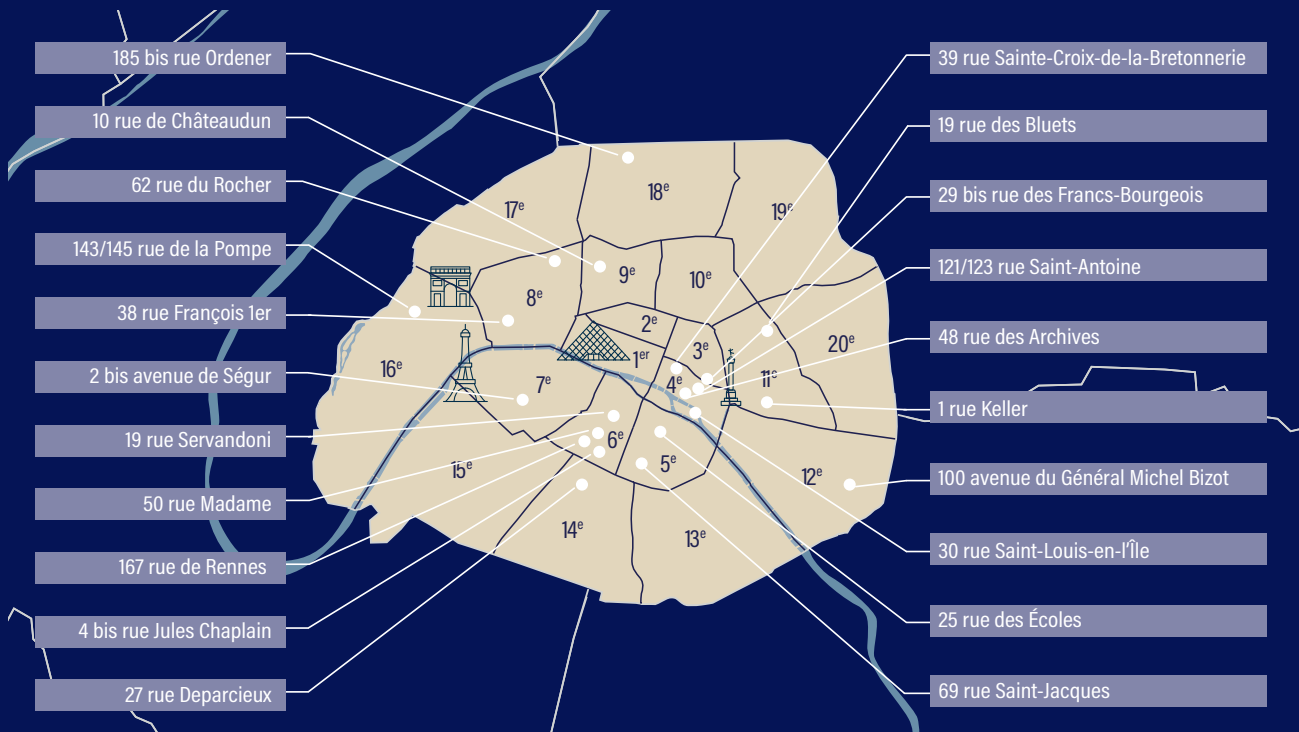 185 bis rue Ordener
10 rue de Châteaudun
62 rue du Rocher
143/145 rue de la Pompe
38 rue François 1er
2 bis avenue de Ségur
19 rue Servandoni
50 rue Madame
167 rue de Rennes
4 bis rue Jules Chaplain
27 rue Deparcieux
18e
17e
19e
9e
10e
8e
2e
20e
3e
1er
16e
11e
4e
7e
6e
5e
15e
12e
14e
13e
39 rue Sainte-Croix-de-la-Bretonnerie
19 rue des Bluets
29 bis rue des Francs-Bourgeois
121/123 rue Saint-Antoine
48 rue des Archives
1 rue Keller
100 avenue du Général Michel Bizot
30 rue Saint-Louis-en-l'Île
25 rue des Écoles
69 rue Saint-Jacques